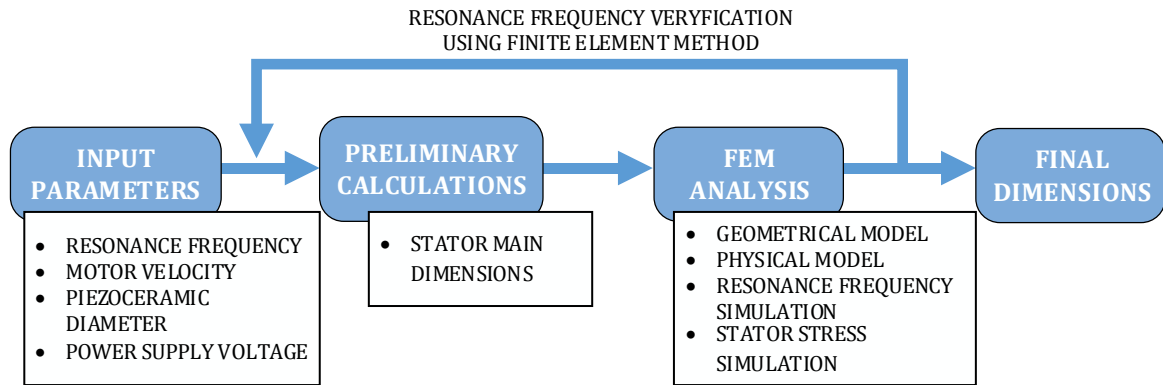 RESONANCE FREQUENCY VERYFICATION
USING FINITE ELEMENT METHOD
INPUT
PARAMETERS
• RESONANCE FREQUENCY
• MOTOR VELOCITY
• PIEZOCERAMIC
DIAMETER
• POWER SUPPLY VOLTAGE
PRELIMINARY
CALCULATIONS
• STATOR MAIN
DIMENSIONS
FEM
ANALYSIS
• GEOMETRICAL MODEL
• PHYSICAL MODEL
• RESONANCE FREQUENCY
SIMULATION
• STATOR STRESS
SIMULATION
FINAL
DIMENSIONS